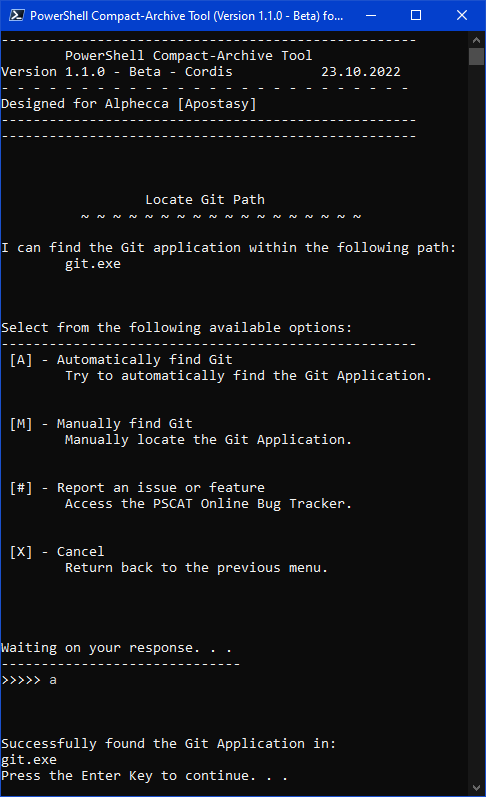 PowerShell Compact-Archive Tool (Version 1.1.0 - Beta) fo...
----------------------------------------------------
PowerShell Compact-Archive Tool
Version 1.1.0 - Beta - Cordis           23.10.2022
- - - - - - - - - - - - - - - - - - - - - - - - - -
Designed for Alphecca [Apostasy]
----------------------------------------------------
----------------------------------------------------
Locate Git Path
~ ~ ~ ~ ~ ~ ~ ~ ~ ~ ~ ~ ~ ~ ~ ~ ~ ~
I can find the Git application within the following path:
git.exe
Select from the following available options:
----------------------------------------------------
[A] - Automatically find Git
Try to automatically find the Git Application.
[M] - Manually find Git
Manually locate the Git Application.
[#] - Report an issue or feature
Access the PSCAT Online Bug Tracker.
[X] - Cancel
Return back to the previous menu.
Waiting on your response. . .
------------------------------
>>>>> a
Successfully found the Git Application in:
git.exe
Press the Enter Key to continue. . .